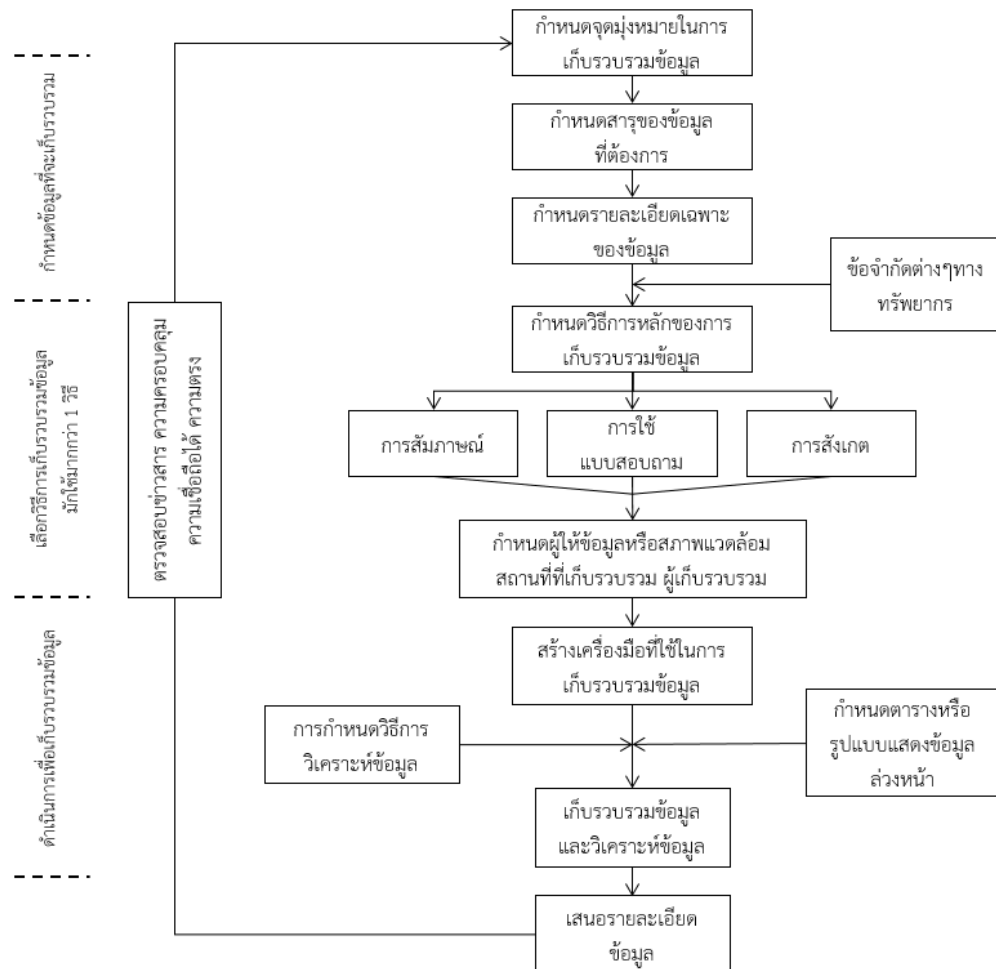 กำหนดจุดมุ่งหมายในการ
เก็บรวบรวมข้อมูล
กำหนดสารุของข้อมูล
ที่ต้องการ
กำหนดรายละเอียดเฉพาะ
ของข้อมูล
ข้อจำกัดต่างๆทาง
ทรัพยากร
กำหนดวิธีการหลักของการ
เก็บรวบรวมข้อมูล
การสัมภาษณ์
การใช้
แบบสอบถาม
การสังเกต
กำหนดผู้ให้ข้อมูลหรือสภาพแวดล้อม
สถานที่ที่เก็บรวบรวม ผู้เก็บรวบรวม
สร้างเครื่องมือที่ใช้ในการ
เก็บรวบรวมข้อมูล
การกำหนดวิธีการ
วิเคราะห์ข้อมูล
กำหนดตารางหรือ
รูปแบบแสดงข้อมูล
ล่วงหน้า
เก็บรวบรวมข้อมูล
และวิเคราะห์ข้อมูล
เสนอรายละเอียด
ข้อมูล
ตรวจสอบข่าวสาร ความครอบคลุม
ความเชื่อถือได้ ความตรง
กำหนดข้อมูลที่จะเก็บรวบรวม
เลือกวิธีการเก็บรวบรวมข้อมูล
มักใช้มากกว่า 1 วิธี
ดำเนินการเพื่อเก็บรวบรวมข้อมูล